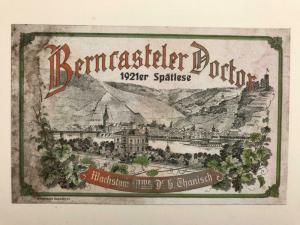 Berncasteler Doctor
1921er Spätlese
Wachstum Wwe. Dr. H. Thanisch